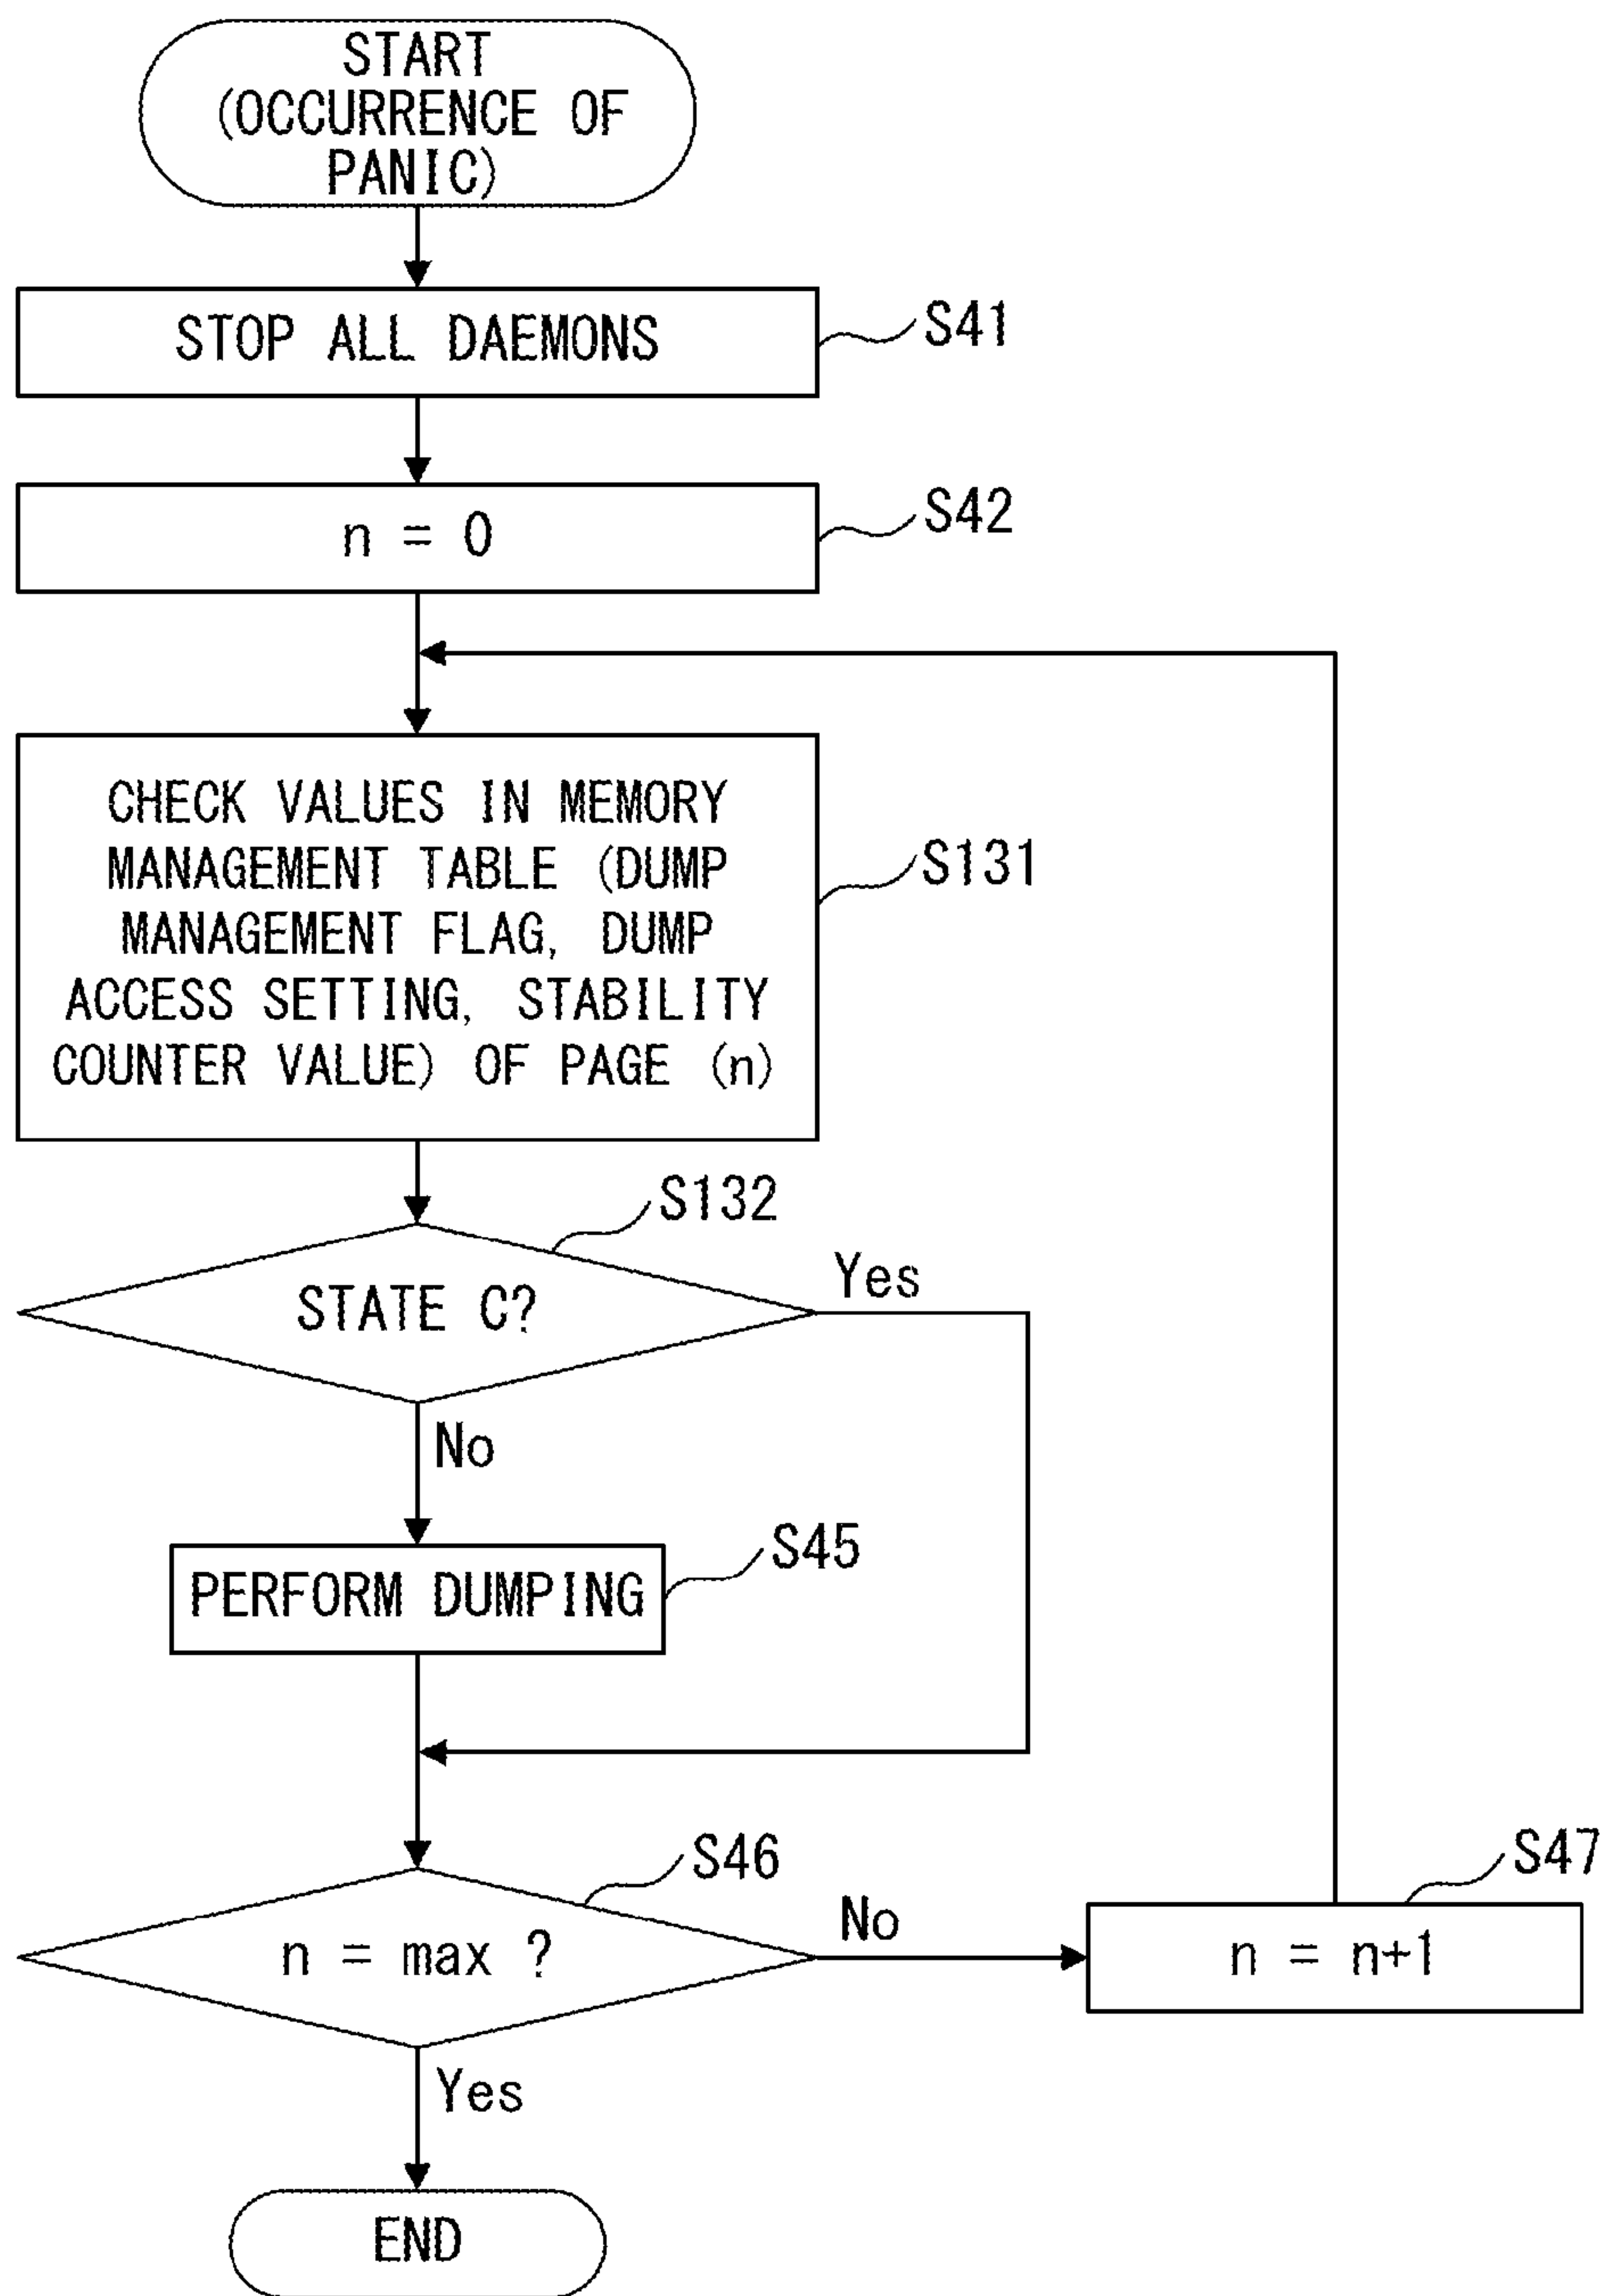 START
(OCCURRENCE OF
PANIC)
STOP ALL DAEMONS
S41
n = 0
S42
CHECK VALUES IN MEMORY
MANAGEMENT TABLE (DUMP
MANAGEMENT FLAG, DUMP
ACCESS SETTING, STABILITY
COUNTER VALUE) OF PAGE (n)
S131
S132
STATE C?
Yes
No
PERFORM DUMPING
S45
S46
n = max ?
No
S47
n = n+1
Yes
END